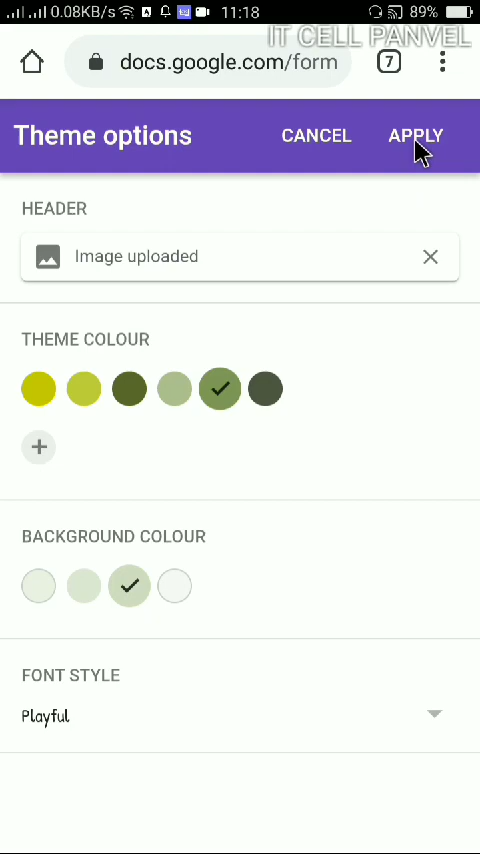 0.08KB/s 11:18 89%
IT CELL PANVEL
docs.google.com/form 7
Theme options CANCEL APPLY
HEADER
Image uploaded
THEME COLOUR
BACKGROUND COLOUR
FONT STYLE
Playful